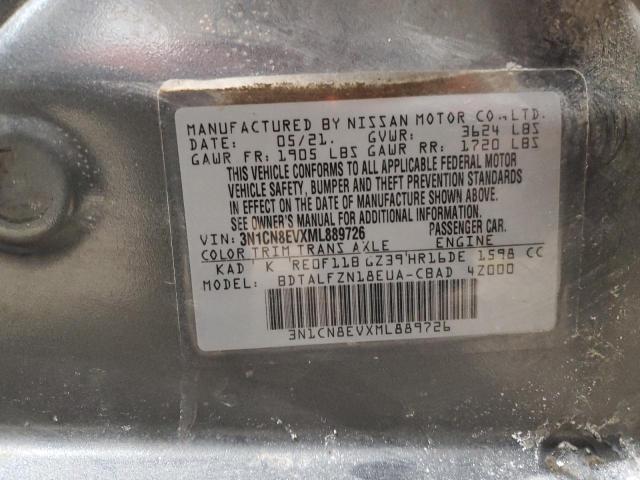 MANUFACTURED BY NISSAN MOTOR CO.,LTD.
DATE: 05/21. GVWR: 3624 LBS
GAWR FR: 1905 LBS GAWR RR: 1720 LBS
THIS VEHICLE CONFORMS TO ALL APPLICABLE FEDERAL MOTOR
VEHICLE SAFETY, BUMPER AND THEFT PREVENTION STANDARDS
IN EFFECT ON THE DATE OF MANUFACTURE SHOWN ABOVE.
SEE OWNER'S MANUAL FOR ADDITIONAL INFORMATION.
VIN: 3N1CN8EVXML889726 PASSENGER CAR.
COLOR TRIM TRANS AXLE ENGINE
KAD K RE0F11B GZ39 HR16DE 1598 CC
MODEL: BDTALFZN18EUA-CBAD 4Z000
3N1CN8EVXML889726